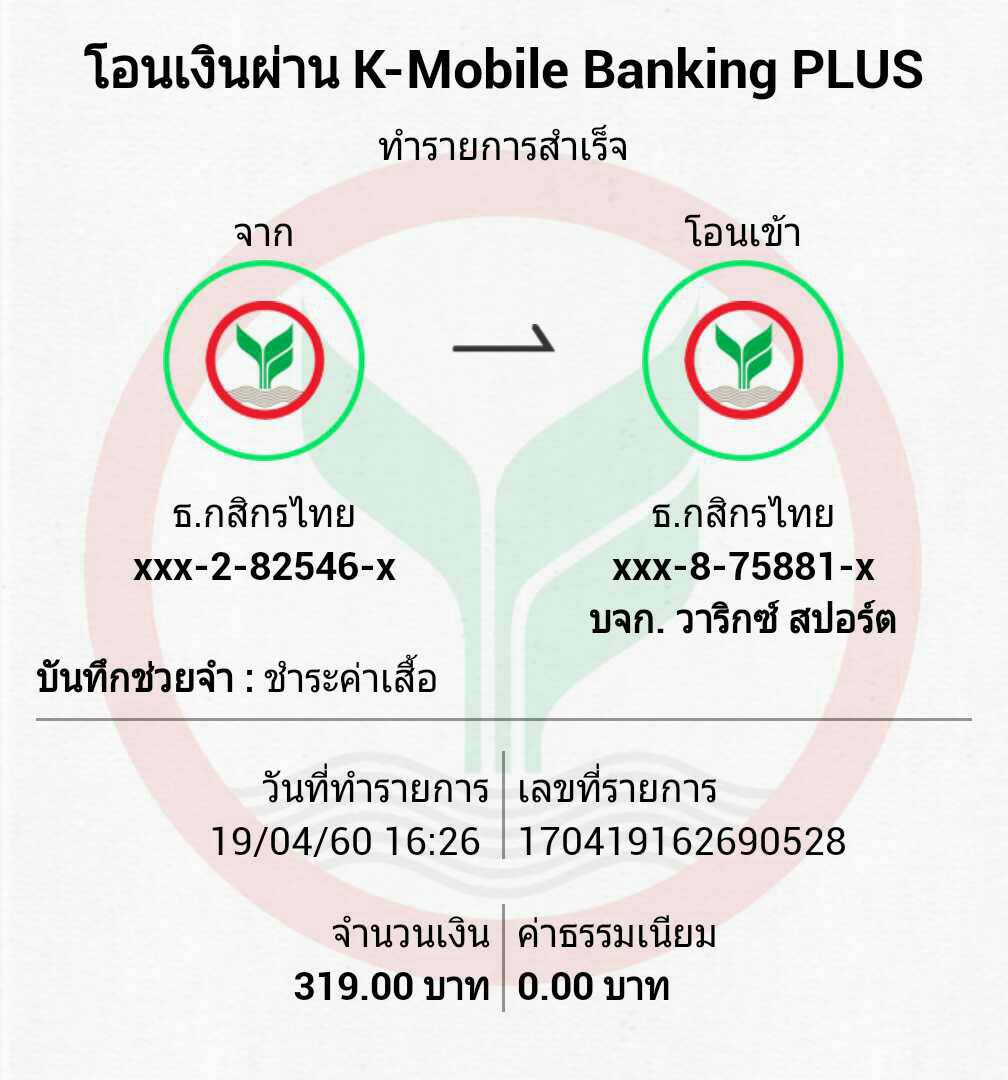 โอนเงินผ่าน K-Mobile Banking PLUS
ทำรายการสำเร็จ
จาก
โอนเข้า
ธ.กสิกรไทย
xxx-2-82546-x
ธ.กสิกรไทย
xxx-8-75881-x
บจก. วาริกซ์ สปอร์ต
บันทึกช่วยจำ : ชำระค่าเสื้อ
วันที่ทำรายการ
19/04/60 16:26
เลขที่รายการ
170419162690528
จำนวนเงิน
319.00 บาท
ค่าธรรมเนียม
0.00 บาท